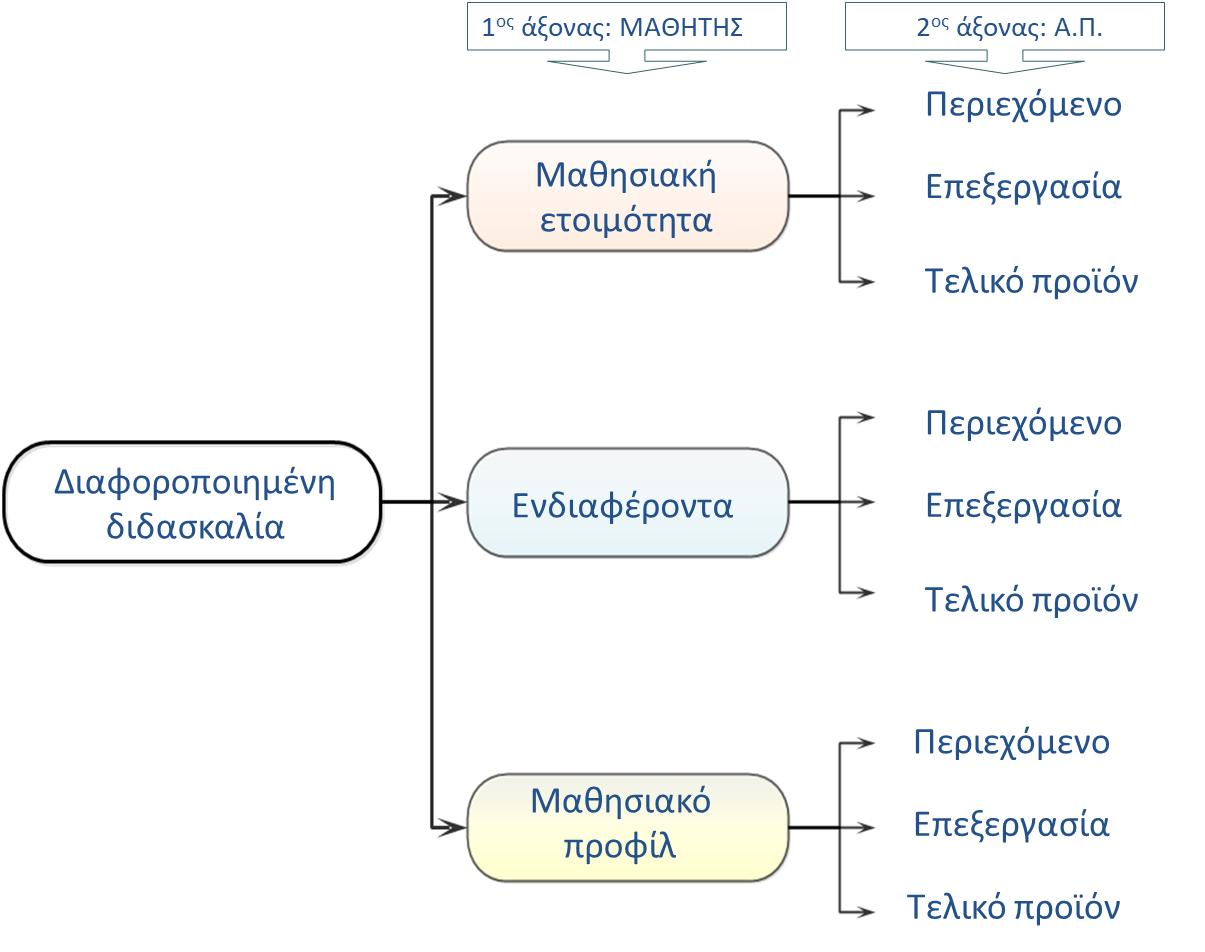 1ος άξονας: ΜΑΘΗΤΗΣ
2ος άξονας: Α.Π.
Διαφοροποιημένη
διδασκαλία
Μαθησιακή
ετοιμότητα
Περιεχόμενο
Επεξεργασία
Τελικό προϊόν
Ενδιαφέροντα
Περιεχόμενο
Επεξεργασία
Τελικό προϊόν
Μαθησιακό
προφίλ
Περιεχόμενο
Επεξεργασία
Τελικό προϊόν